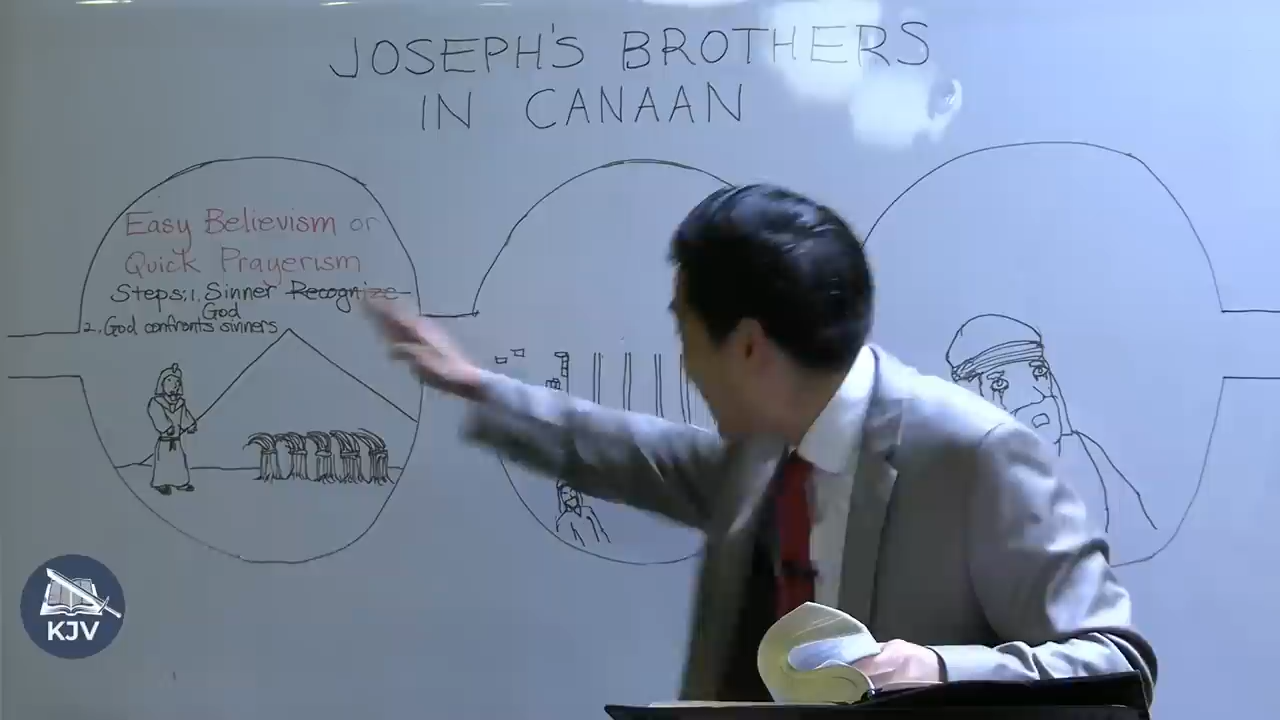 JOSEPH'S BROTHERS
IN CANAAN
Easy Believism or
Quick Prayerism
Steps: 1. Sinner Recognize
God
2. God confronts sinners
KJV